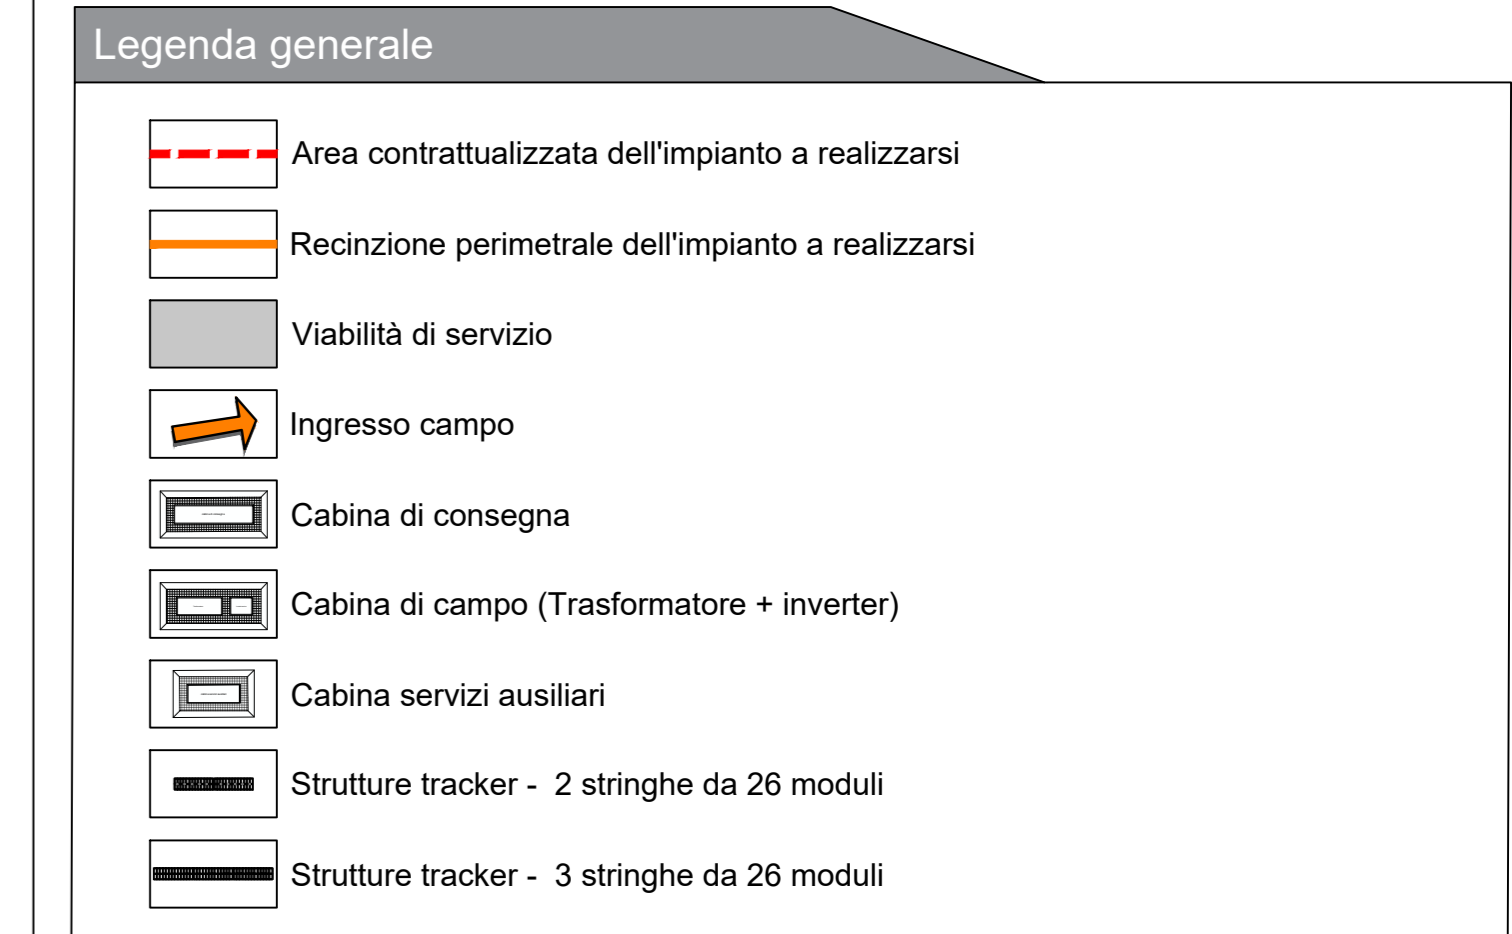 Legenda generale
Area contrattualizzata dell'impianto a realizzarsi
Recinzione perimetrale dell'impianto a realizzarsi
Viabilità di servizio
Ingresso campo
Cabina di consegna
Cabina di campo (Trasformatore + inverter)
Cabina servizi ausiliari
Strutture tracker -  2 stringhe da 26 moduli
Strutture tracker -  3 stringhe da 26 moduli